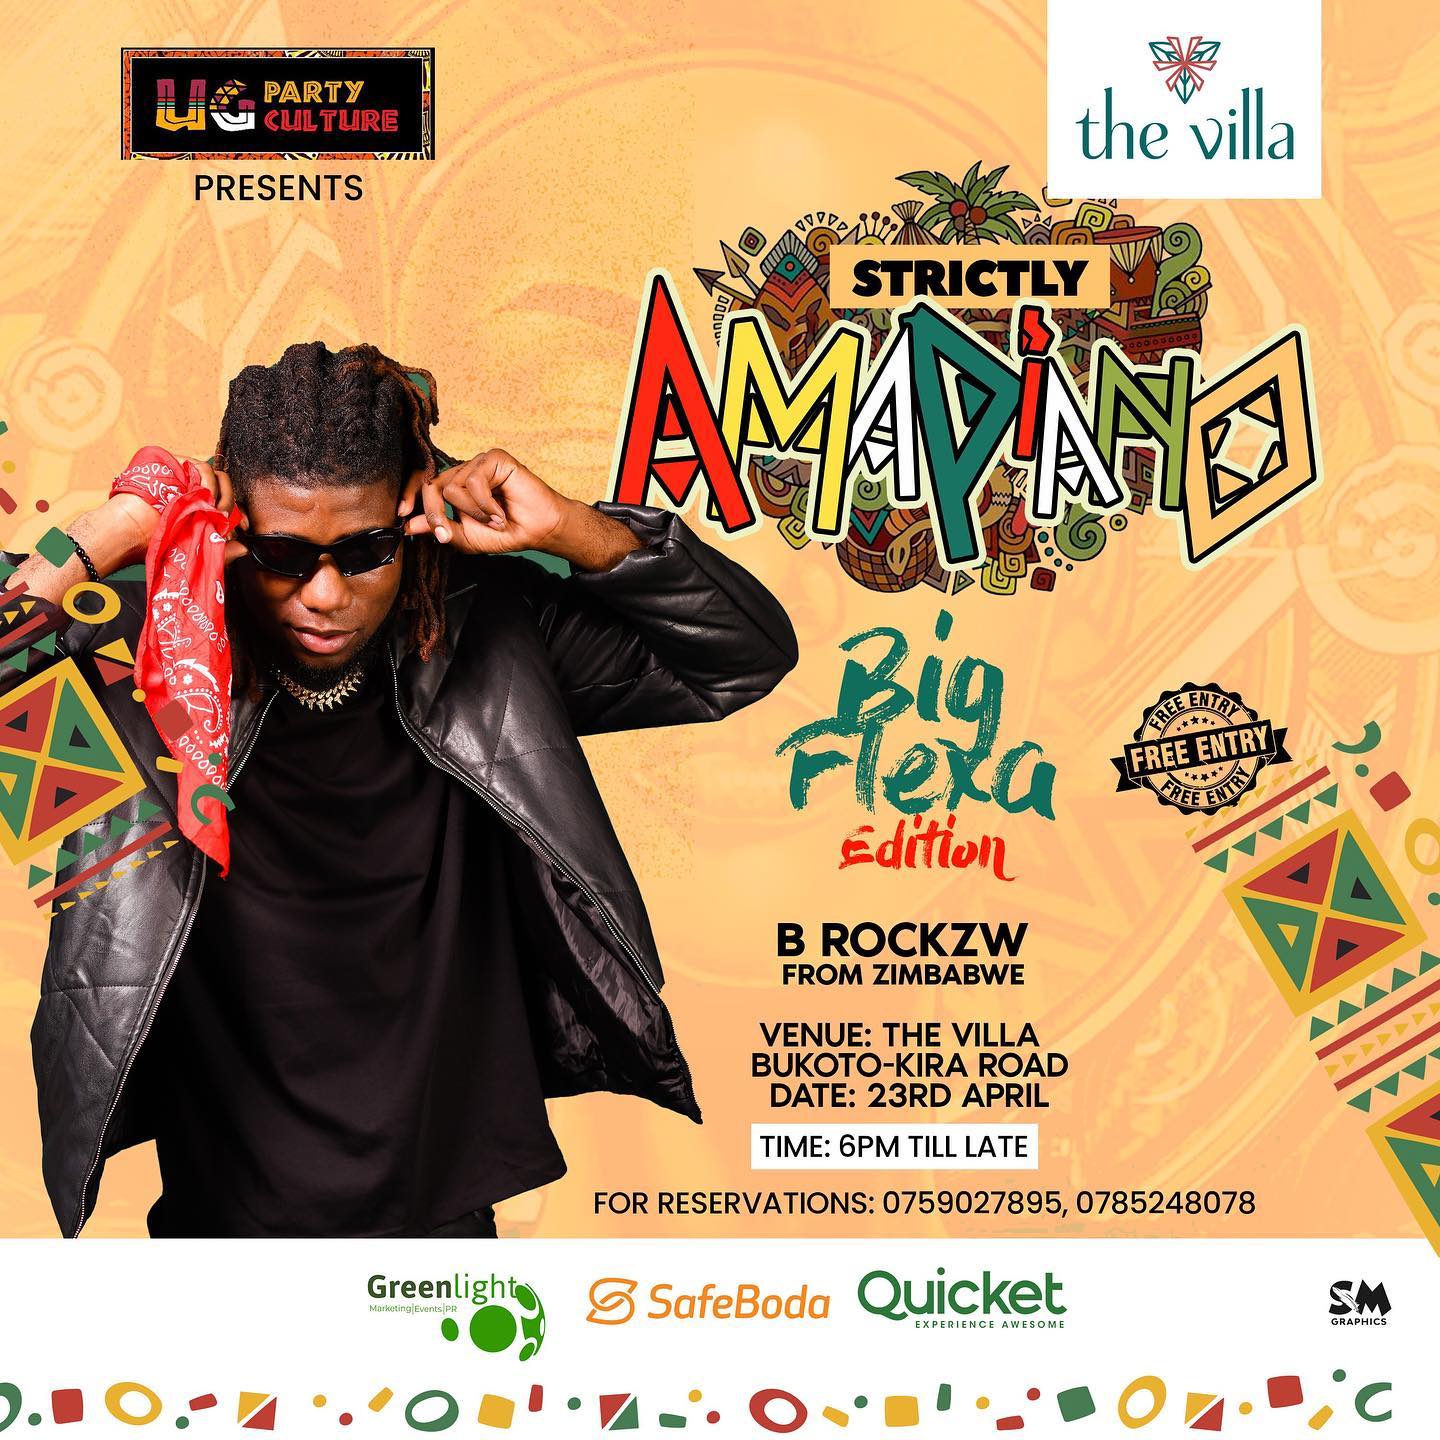 UG PARTY
CULTURE
PRESENTS
the villa
STRICTLY
AMAPiANO
Big
Flexa
Edition
FREE ENTRY
FREE ENTRY
FREE ENTRY
B ROCKZW
FROM ZIMBABWE
VENUE: THE VILLA
BUKOTO-KIRA ROAD
DATE: 23RD APRIL
TIME: 6PM TILL LATE
FOR RESERVATIONS: 0759027895, 0785248078
Greenlight
Marketing|Events|PR
SafeBoda
Quicket
EXPERIENCE AWESOME
SM
GRAPHICS